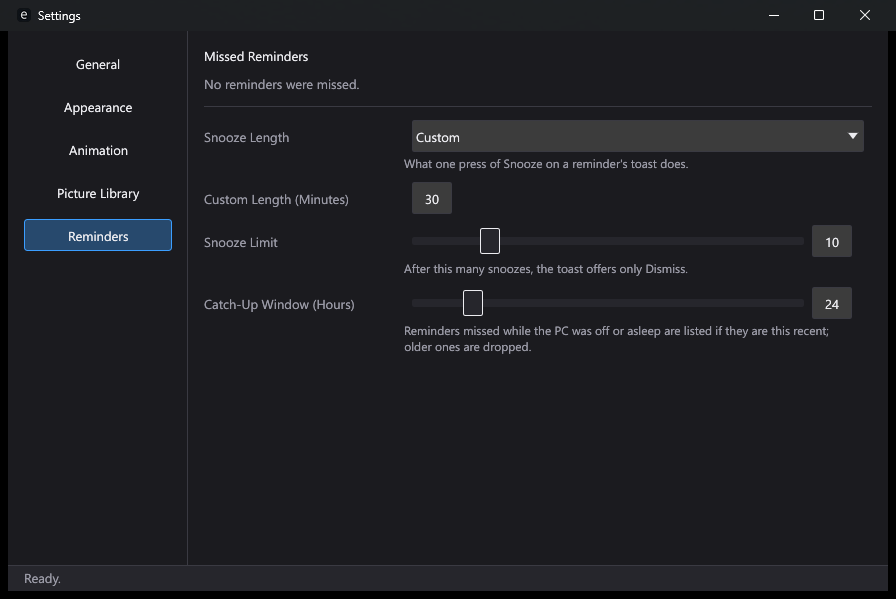 e Settings
General
Appearance
Animation
Picture Library
Reminders
Missed Reminders
No reminders were missed.
Snooze Length
Custom
What one press of Snooze on a reminder's toast does.
Custom Length (Minutes)
30
Snooze Limit
10
After this many snoozes, the toast offers only Dismiss.
Catch-Up Window (Hours)
24
Reminders missed while the PC was off or asleep are listed if they are this recent;
older ones are dropped.
Ready.